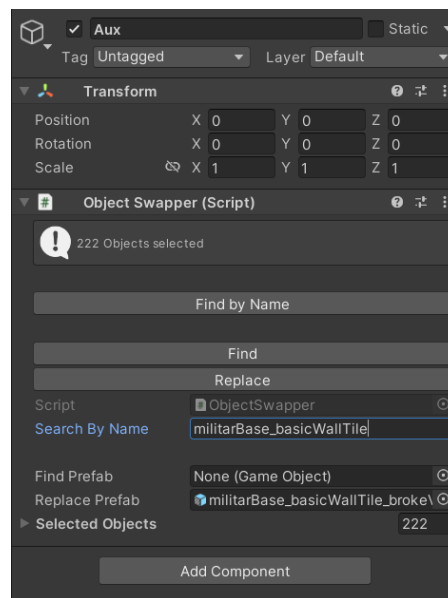 Aux Static
Tag Untagged Layer Default
Transform
Position X 0 Y 0 Z 0
Rotation X 0 Y 0 Z 0
Scale X 1 Y 1 Z 1
# Object Swapper (Script)
222 Objects selected
Find by Name
Find
Replace
Script # ObjectSwapper
Search By Name militarBase_basicWallTile
Find Prefab None (Game Object)
Replace Prefab militarBase_basicWallTile_broke
Selected Objects 222
Add Component